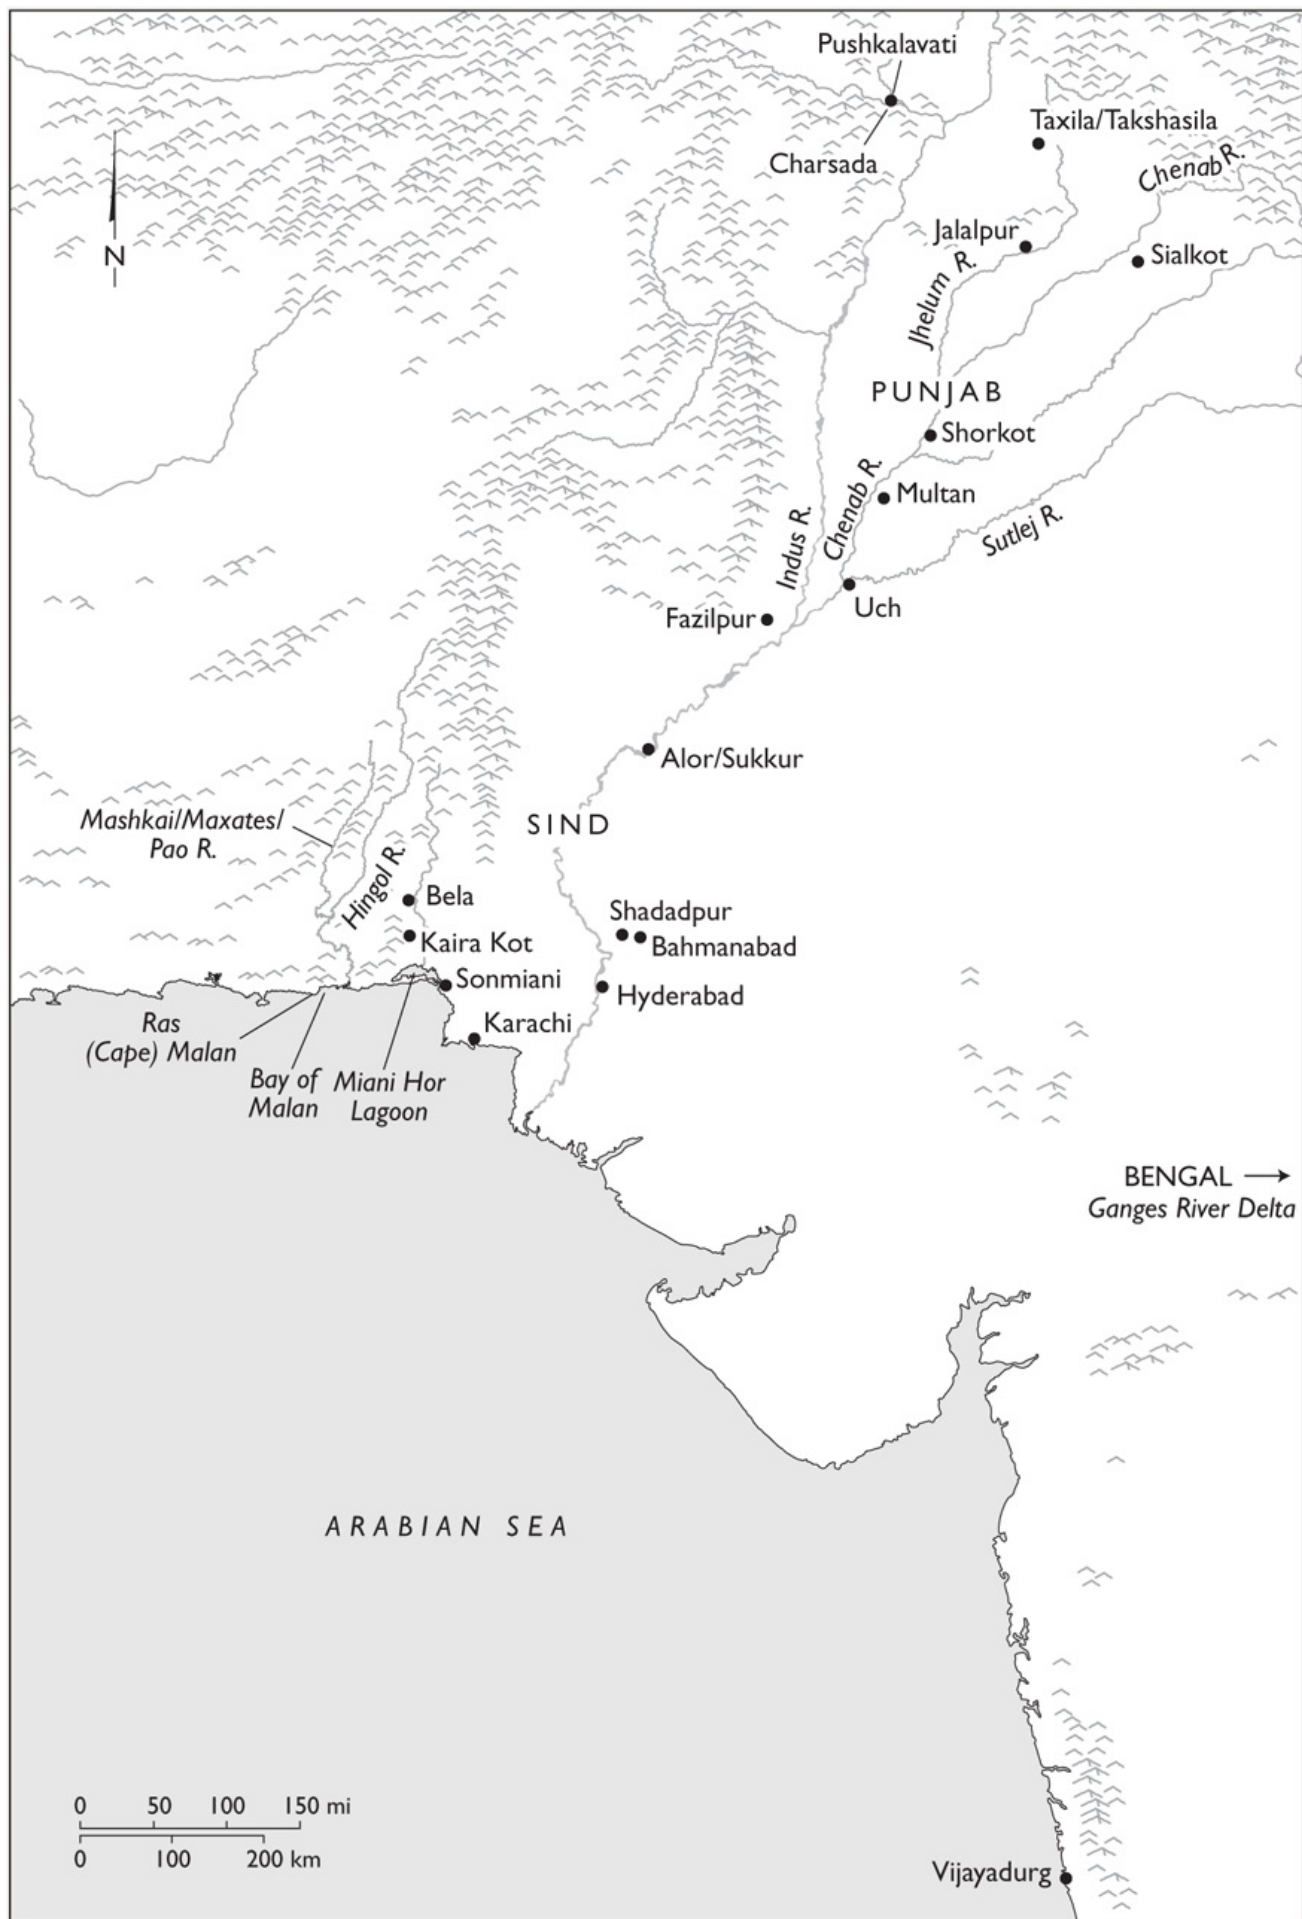 Pushkalavati
Charsada
Taxila/Takshasila
Chenab R.
N
Jalalpur
Sialkot
Jhelum R.
PUNJAB
Shorkot
Chenab R.
Multan
Indus R.
Sutlej R.
Uch
Fazilpur
Alor/Sukkur
Mashkai/Maxates/
Pao R.
SIND
Hingol R.
Bela
Shadadpur
Kaira Kot
Bahmanabad
Sonmiani
Hyderabad
Ras
(Cape) Malan
Karachi
Bay of
Malan
Miani Hor
Lagoon
BENGAL
Ganges River Delta
ARABIAN SEA
0 50 100 150 mi
0 100 200 km
Vijayadurg